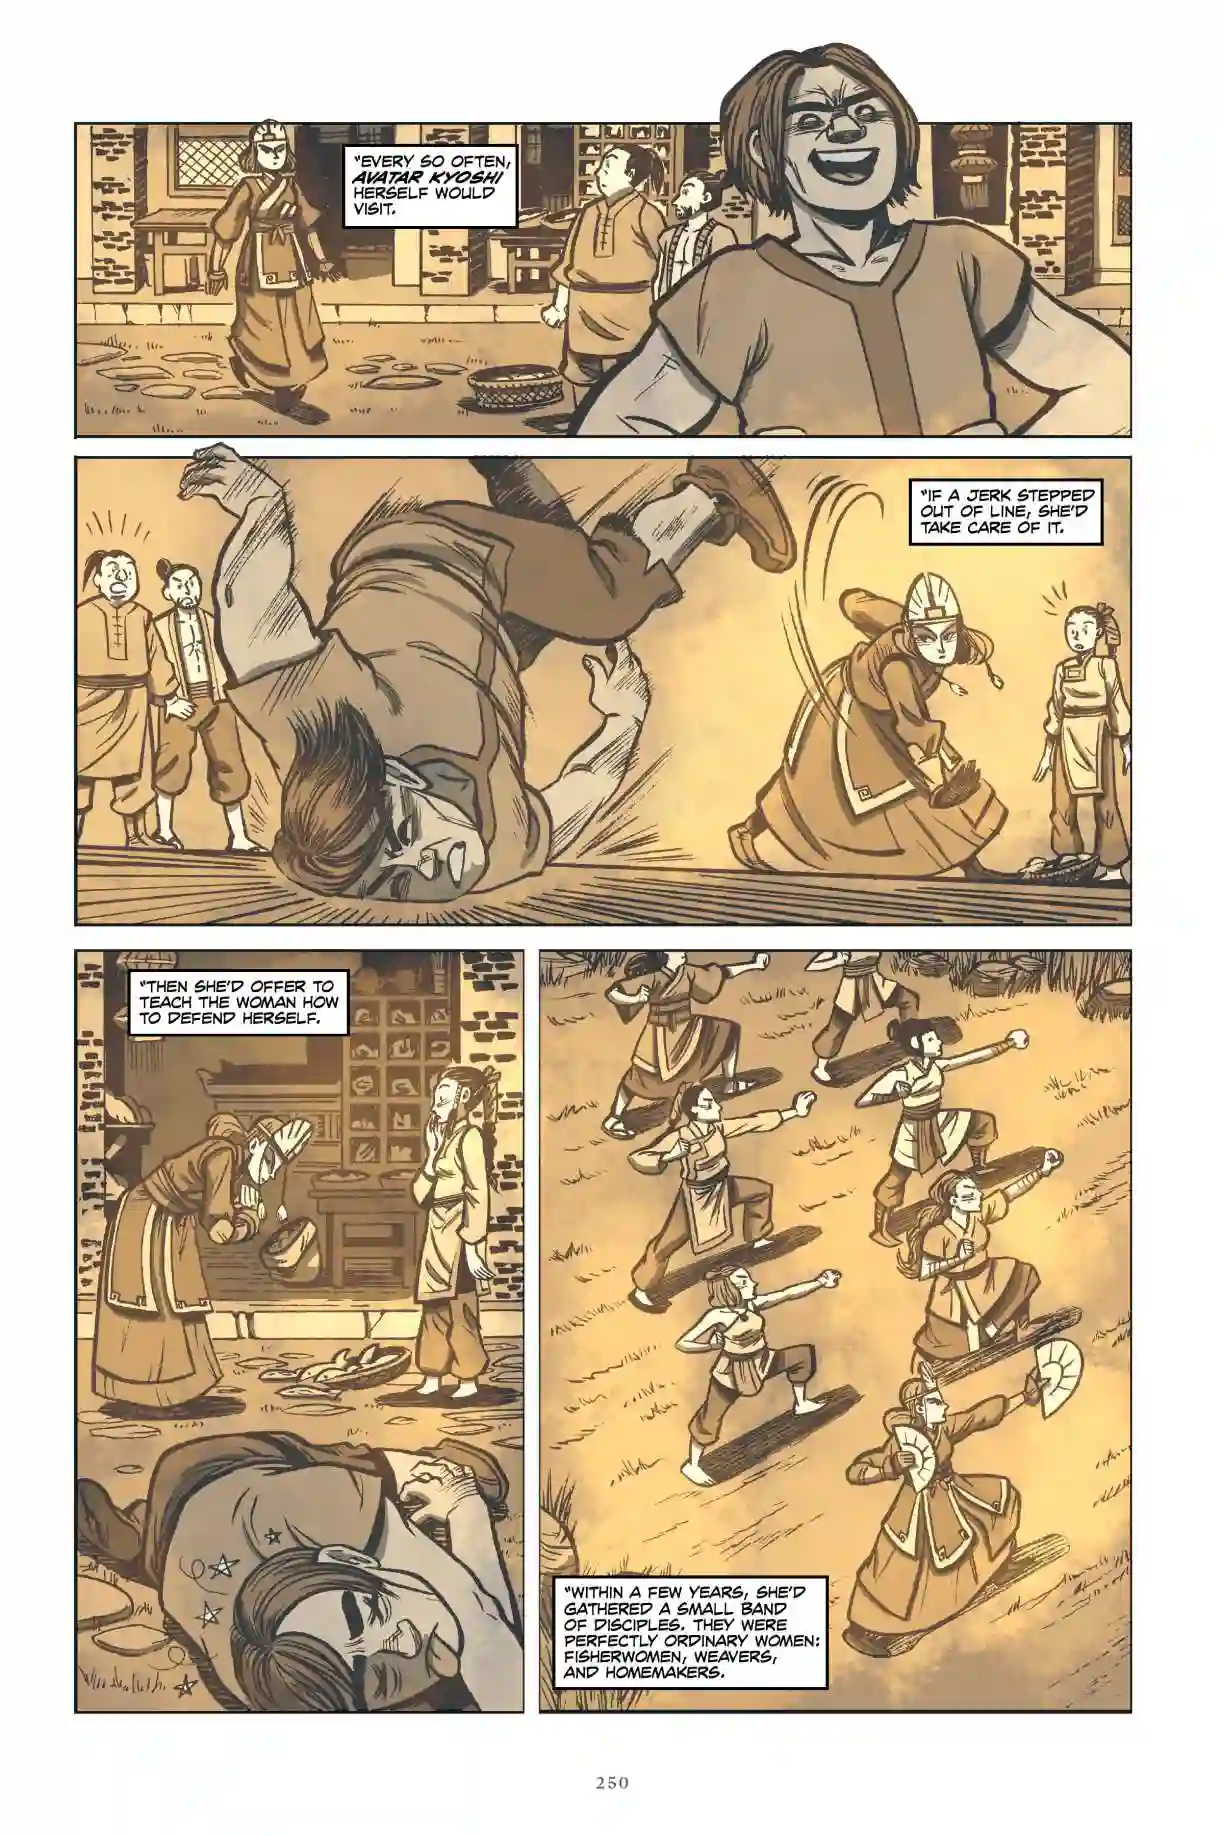 "EVERY SO OFTEN,
AVATAR KYOSHI
HERSELF WOULD
VISIT.
"IF A JERK STEPPED
OUT OF LINE, SHE'D
TAKE CARE OF IT.
"THEN SHE'D OFFER TO
TEACH THE WOMAN HOW
TO DEFEND HERSELF.
"WITHIN A FEW YEARS, SHE'D
GATHERED A SMALL BAND
OF DISCIPLES. THEY WERE
PERFECTLY ORDINARY WOMEN:
FISHERWOMEN, WEAVERS,
AND HOMEMAKERS.
250